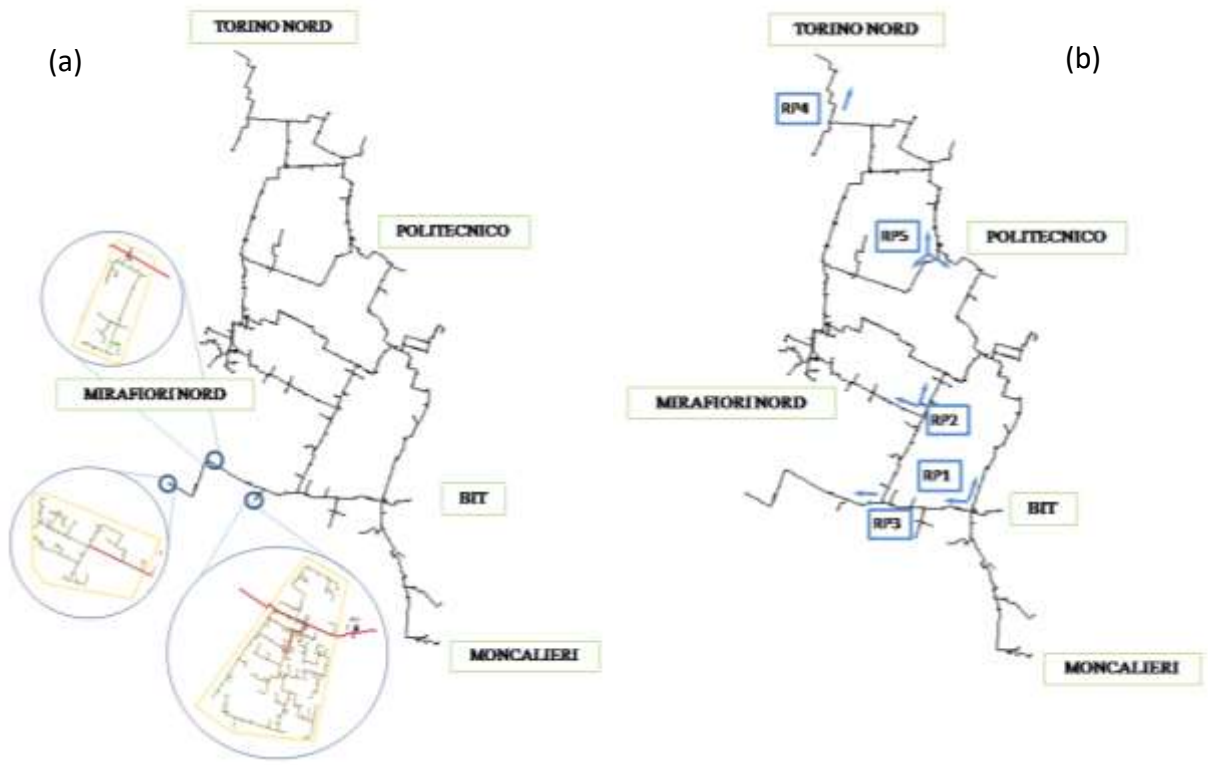 (a)
TORINO NORD
POLITECNICO
MIRAFIORI NORD
BIT
MONCALIERI
(b)
TORINO NORD
RP4
RP5
POLITECNICO
MIRAFIORI NORD
RP2
RP1
BIT
RP3
MONCALIERI